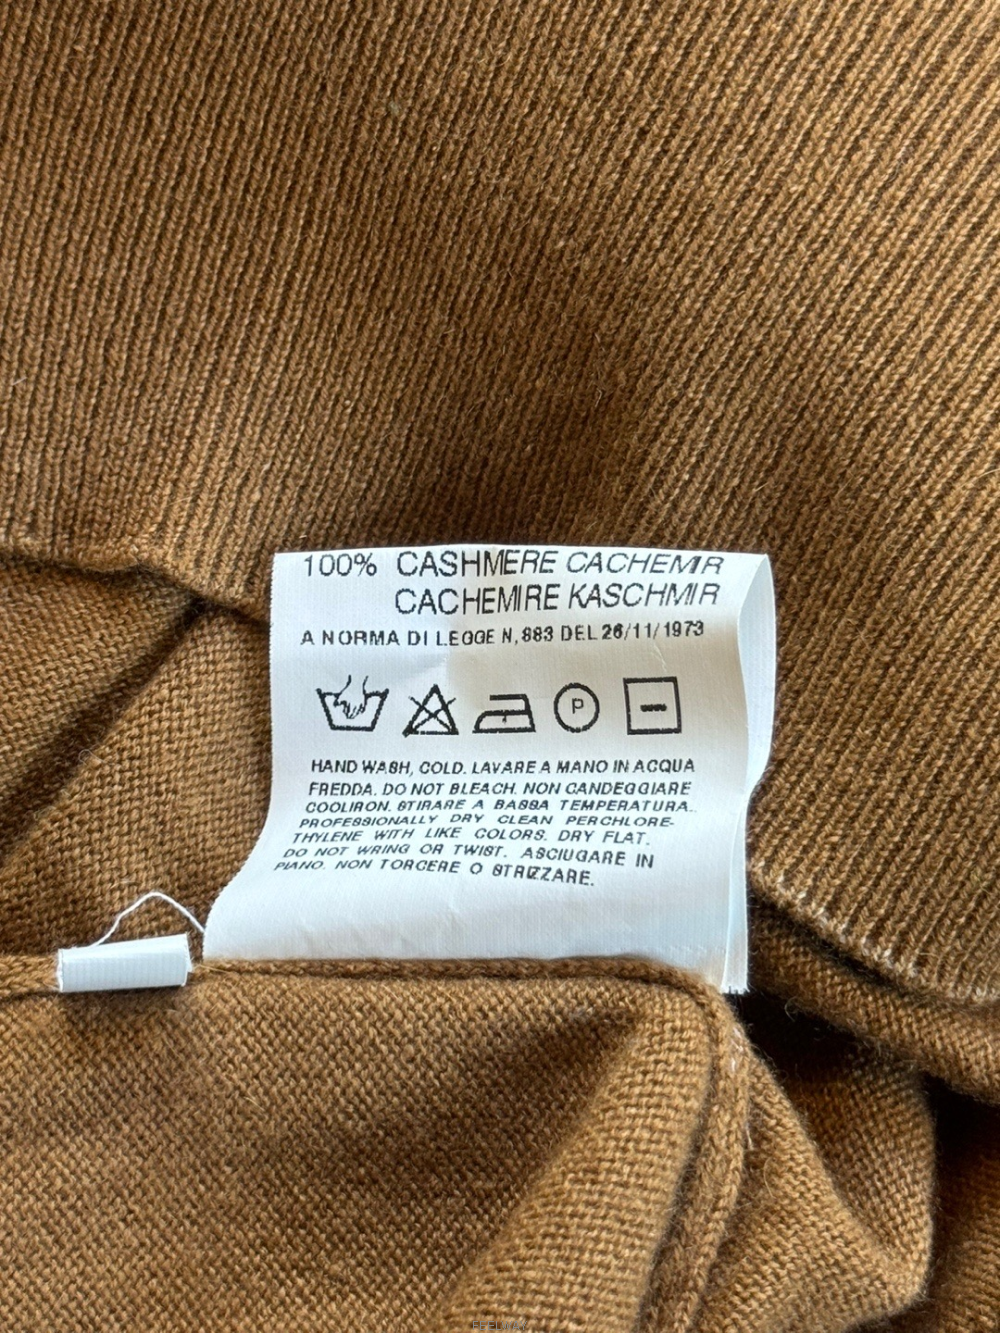 100% CASHMERE CACHEMIR
CACHEMIRE KASCHMIR
A NORMA DI LEGGE N,883 DEL 26/11/1973
P
HAND WASH, COLD. LAVARE A MANO IN ACQUA
FREDDA. DO NOT BLEACH. NON CANDEGGIARE
COOLIRON. STIRARE A BASSA TEMPERATURA.
PROFESSIONALLY DRY CLEAN PERCHLORE-
THYLENE WITH LIKE COLORS. DRY FLAT.
DO NOT WRING OR TWIST. ASCIUGARE IN
PIANO. NON TORCERE O STRIZZARE.